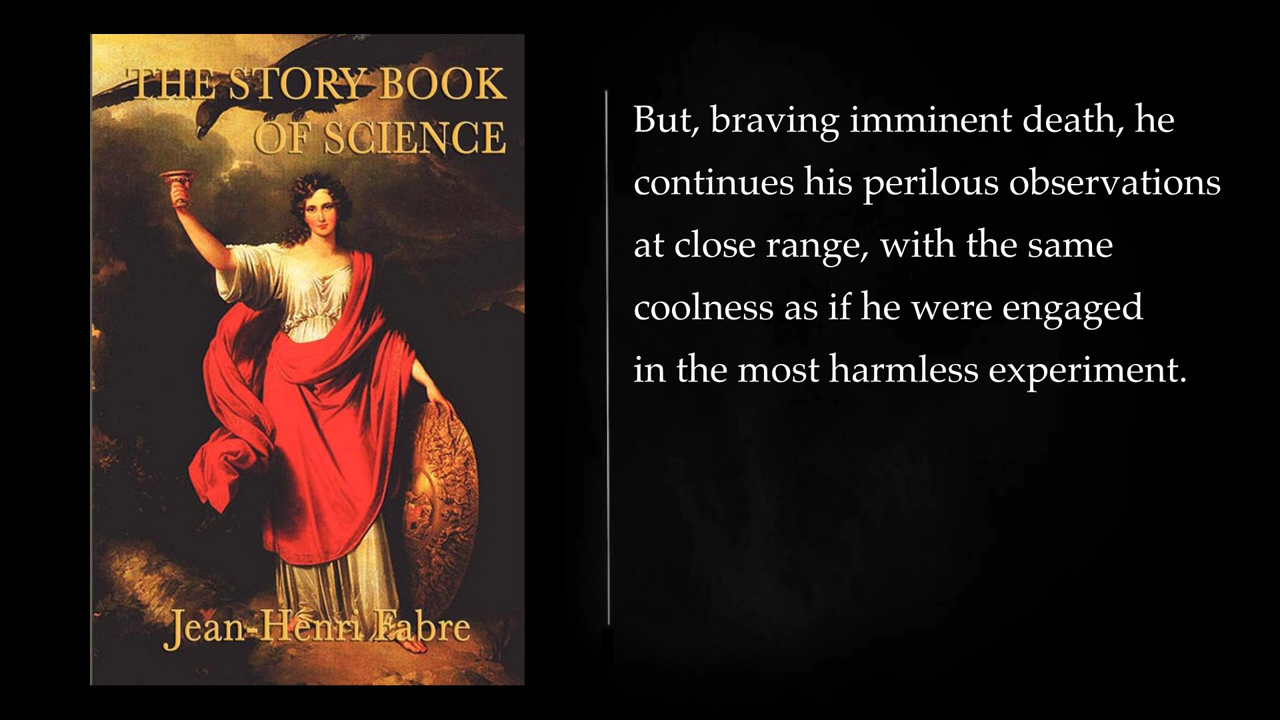 THE STORY BOOK
OF SCIENCE
Jean-Henri Fabre
But, braving imminent death, he
continues his perilous observations
at close range, with the same
coolness as if he were engaged
in the most harmless experiment.